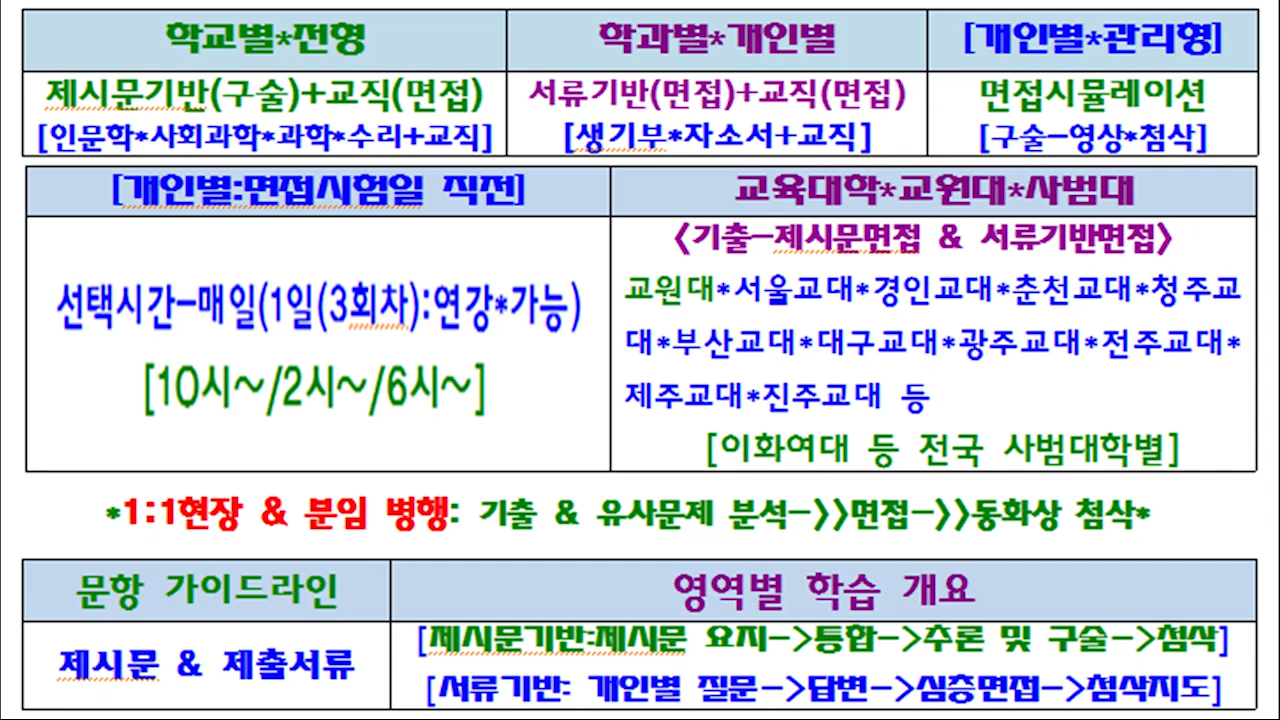 학교별*전형
학과별*개인별
[개인별*관리형]
제시문기반(구술)+교직(면접)
[인문학*사회과학*과학*수리+교직]
서류기반(면접)+교직(면접)
[생기부*자소서+교직]
면접시뮬레이션
[구술-영상*첨삭]
[개인별:면접시험일 직전]
교육대학*교원대*사범대
선택시간-매일(1일(3회차):연강*가능)
[10시~/2시~/6시~]
<기출-제시문면접 & 서류기반면접>
교원대*서울교대*경인교대*춘천교대*청주교
대*부산교대*대구교대*광주교대*전주교대*
제주교대*진주교대 등
[이화여대 등 전국 사범대학별]
*1:1현장 & 분임 병행: 기출 & 유사문제 분석->>면접->>동화상 첨삭*
문항 가이드라인
영역별 학습 개요
제시문 & 제출서류
[제시문기반:제시문 요지->통합->추론 및 구술->첨삭]
[서류기반: 개인별 질문->답변->심층면접->첨삭지도]